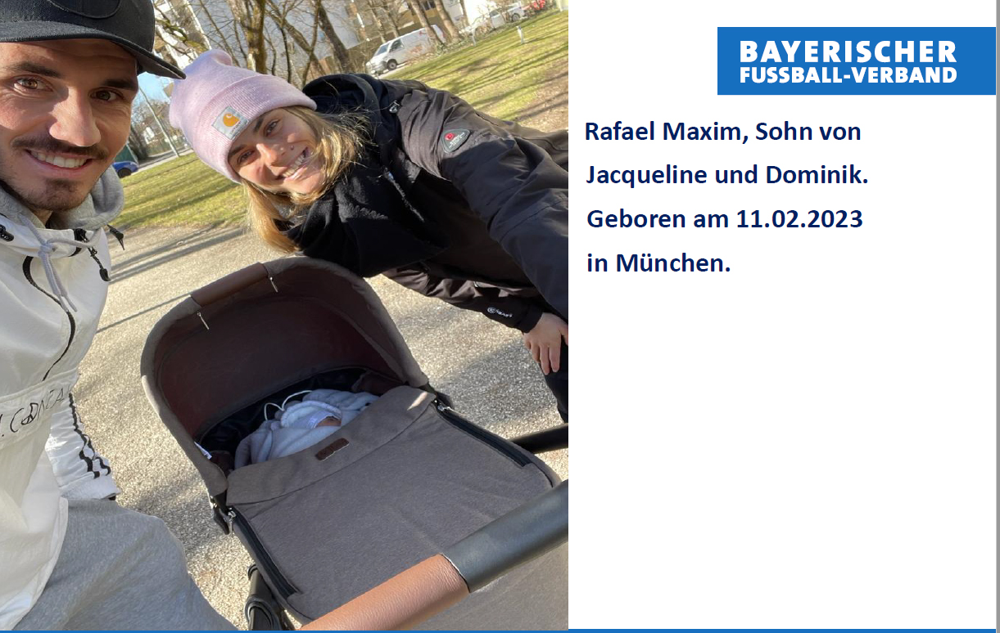 BAYERISCHER
FUSSBALL-VERBAND
Rafael Maxim, Sohn von
Jacqueline und Dominik.
Geboren am 11.02.2023
in München.